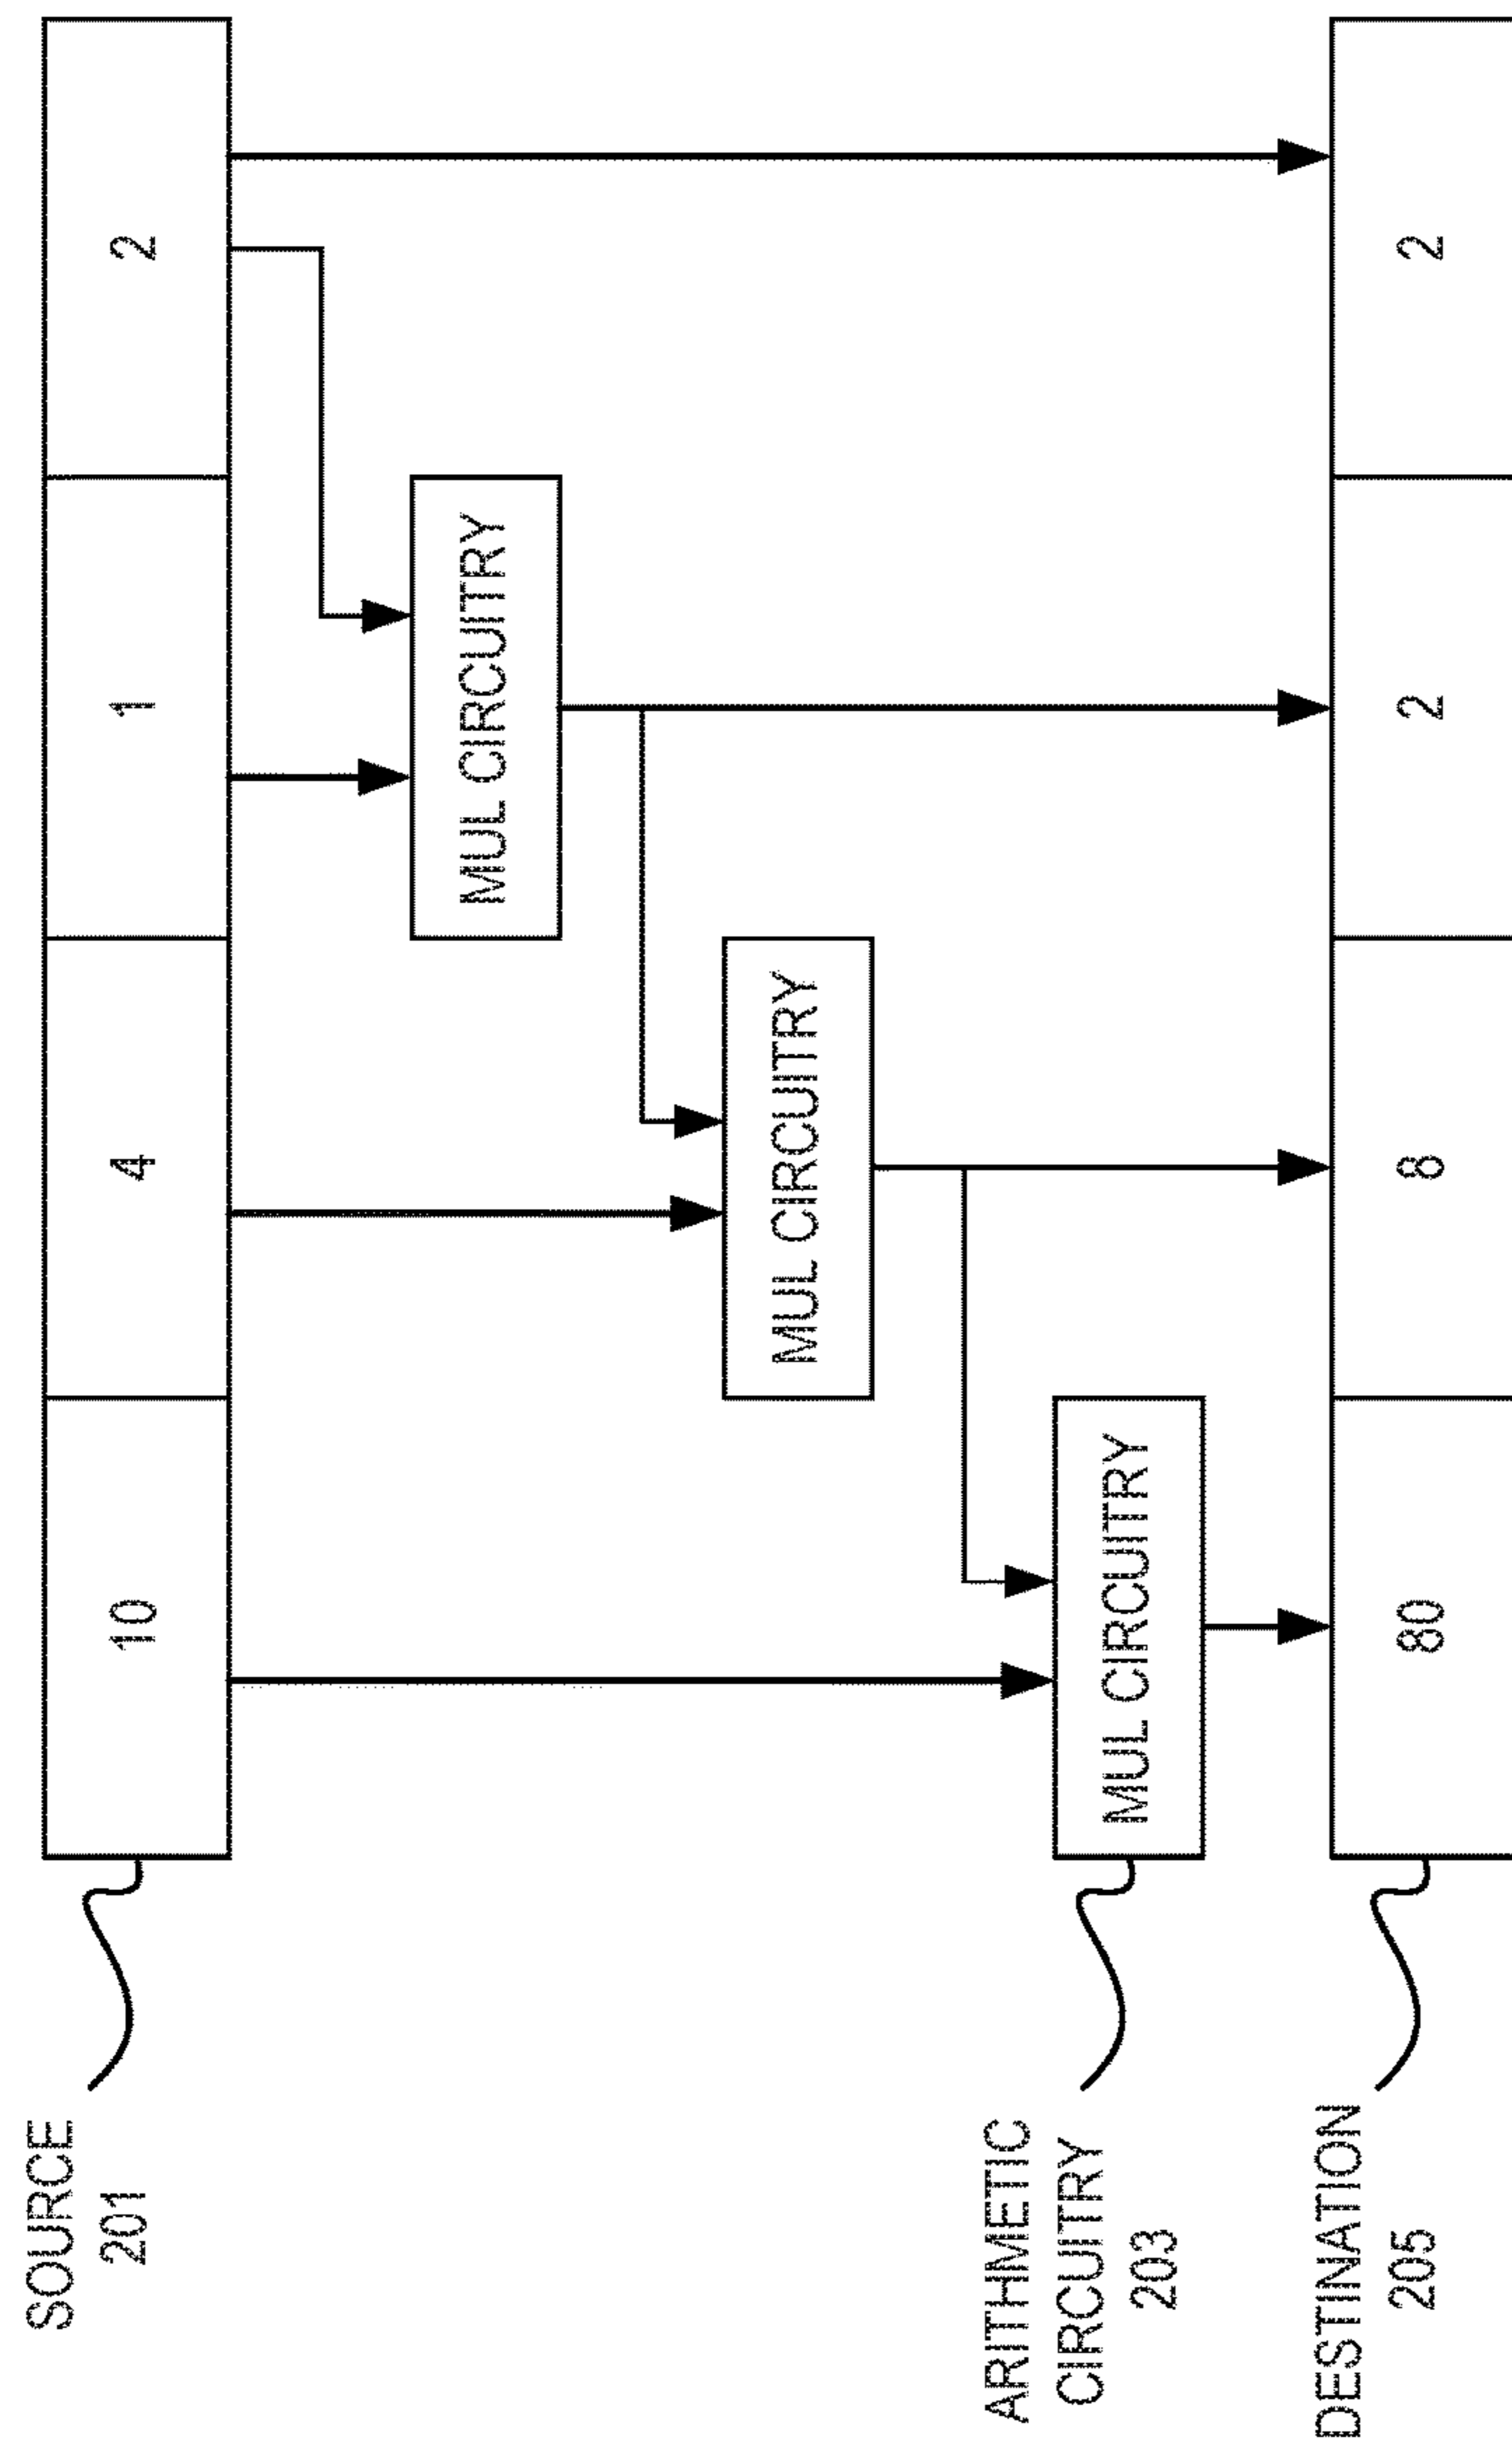 SOURCE
201
10
4
1
2
MUL CIRCUITRY
MUL CIRCUITRY
ARITHMETIC
CIRCUITRY
203
MUL CIRCUITRY
DESTINATION
205
80
8
2
2